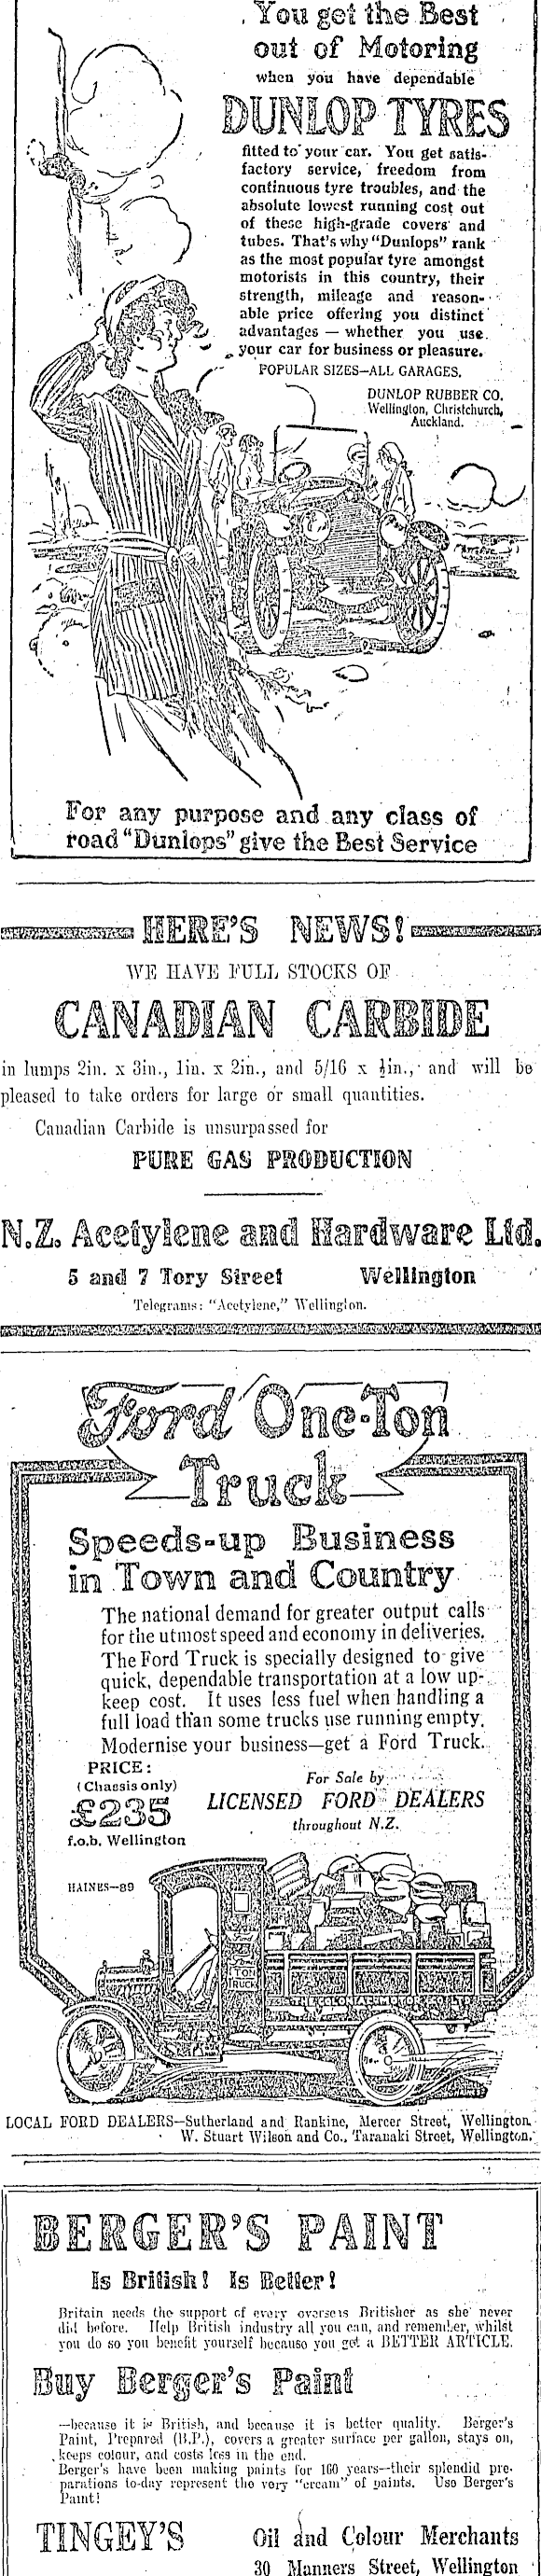 You get the Best
out of Motoring
when you have dependable
DUNLOP TYRES
fitted to your car. You get satis-
factory service, freedom from
continuous tyre troubles, and the
absolute lowest running cost out
of these high-grade covers and
tubes. That's why "Dunlops" rank
as the most popular tyre amongst
motorists in this country, their
strength, mileage and reason-
able price offering you distinct
advantages — whether you use
your car for business or pleasure.
POPULAR SIZES—ALL GARAGES.
DUNLOP RUBBER CO.
Wellington, Christchurch,
Auckland.
For any purpose and any class of
road "Dunlops" give the Best Service
HERE'S NEWS!
WE HAVE FULL STOCKS OF
CANADIAN CARBIDE
in lumps 2in. x 3in., 1in. x 2in., and 5/16 x ½in., and will be
pleased to take orders for large or small quantities.
Canadian Carbide is unsurpassed for
PURE GAS PRODUCTION
N.Z. Acetylene and Hardware Ltd.
5 and 7 Tory Street Wellington
Telegrams: "Acetylene," Wellington.
Ford One-Ton
Truck
Speeds-up Business
in Town and Country
The national demand for greater output calls
for the utmost speed and economy in deliveries.
The Ford Truck is specially designed to give
quick, dependable transportation at a low up-
keep cost. It uses less fuel when handling a
full load than some trucks use running empty.
Modernise your business—get a Ford Truck.
PRICE:
(Chassis only)
£235
f.o.b. Wellington
For Sale by
LICENSED FORD DEALERS
throughout N.Z.
HAINES—89
TRUCK
LOCAL FORD DEALERS—Sutherland and Rankine, Mercer Street, Wellington.
W. Stuart Wilson and Co., Taranaki Street, Wellington.
BERGER'S PAINT
Is British! Is Better!
Britain needs the support of every overseas Britisher as she never
did before. Help British industry all you can, and remember, whilst
you do so you benefit yourself because you get a BETTER ARTICLE.
Buy Berger's Paint
—because it is British, and because it is better quality. Berger's
Paint, Prepared (B.P.), covers a greater surface per gallon, stays on,
keeps colour, and costs less in the end.
Berger's have been making paints for 160 years—their splendid pre-
parations to-day represent the very "cream" of paints. Use Berger's
Paint!
TINGEY'S Oil and Colour Merchants
30 Manners Street, Wellington